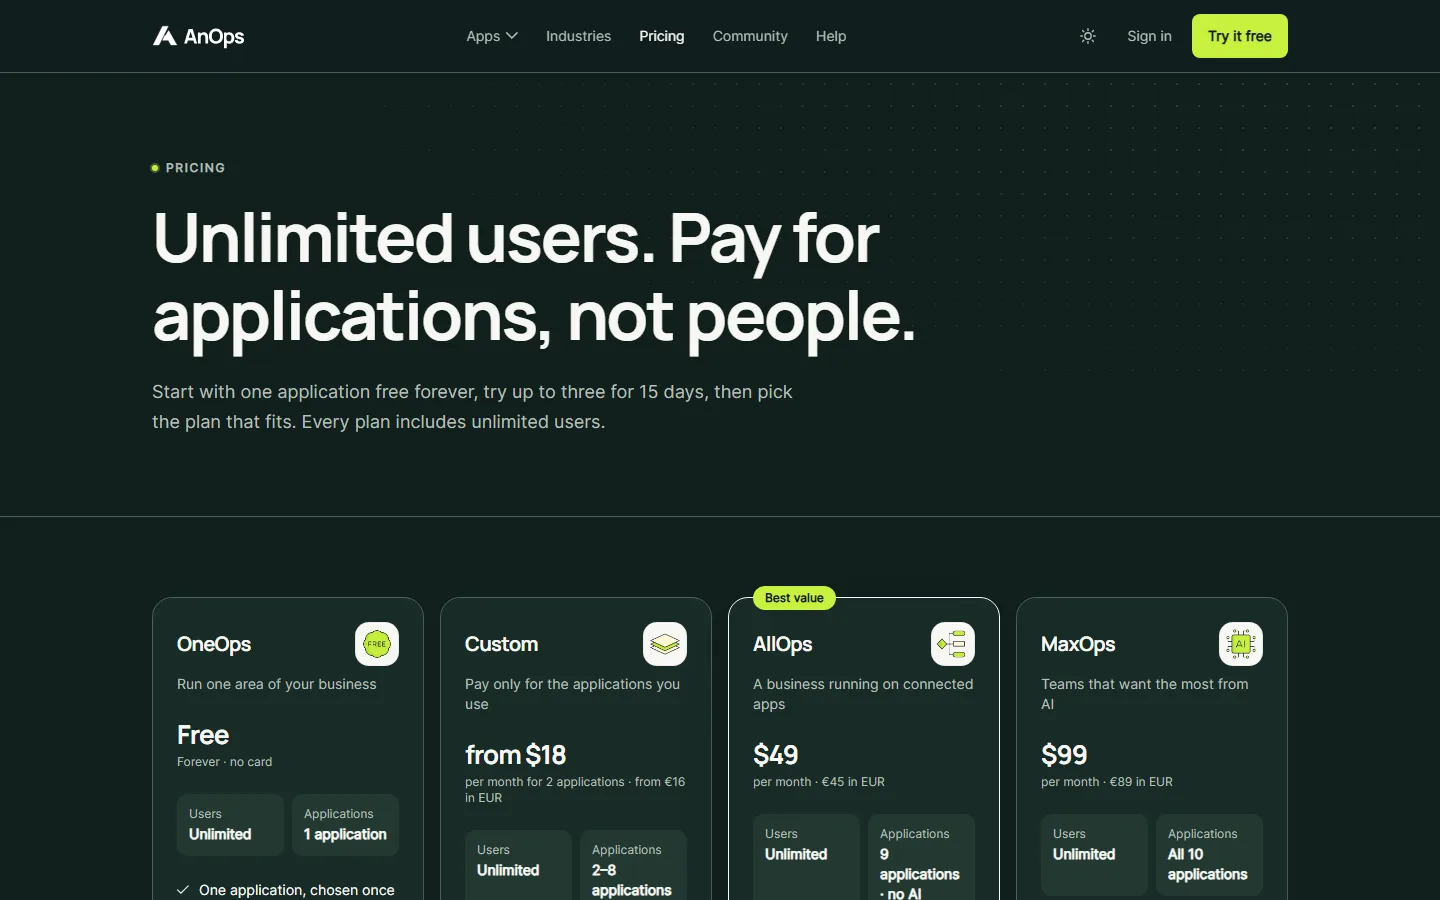 AnOps
Apps
Industries
Pricing
Community
Help
Sign in
Try it free
PRICING
Unlimited users. Pay for
applications, not people.
Start with one application free forever, try up to three for 15 days, then pick
the plan that fits. Every plan includes unlimited users.
OneOps
FREE
Run one area of your business
Free
Forever · no card
Users
Unlimited
Applications
1 application
One application, chosen once
Custom
Pay only for the applications you
use
from $18
per month for 2 applications · from €16
in EUR
Users
Unlimited
Applications
2–8
applications
Best value
AllOps
A business running on connected
apps
$49
per month · €45 in EUR
Users
Unlimited
Applications
9
applications
· no AI
MaxOps
AI
Teams that want the most from
AI
$99
per month · €89 in EUR
Users
Unlimited
Applications
All 10
applications